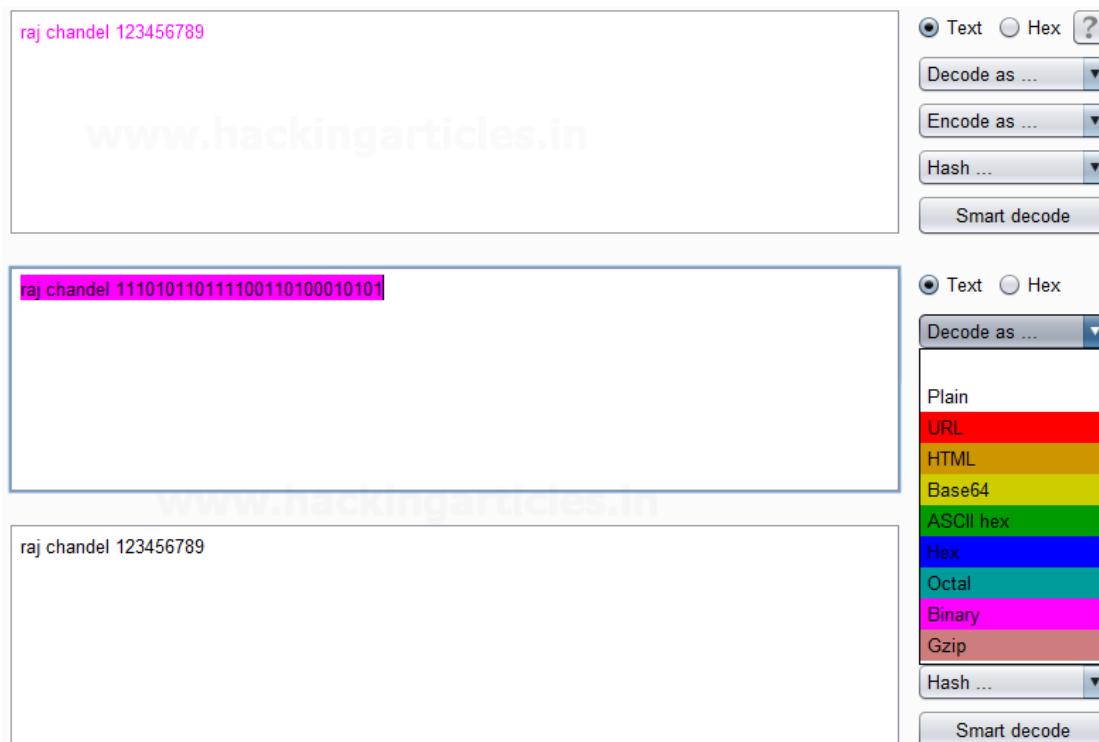 raj chandel 123456789
Text Hex ?
Decode as ...
www.hackingarticles.in
Encode as ...
Hash ...
Smart decode
raj chandel 111010110111100110100010101
Text Hex
Decode as ...
Plain
URL
HTML
Base64
www.hackingarticles.in
ASCII hex
raj chandel 123456789
Hex
Octal
Binary
Gzip
Hash ...
Smart decode